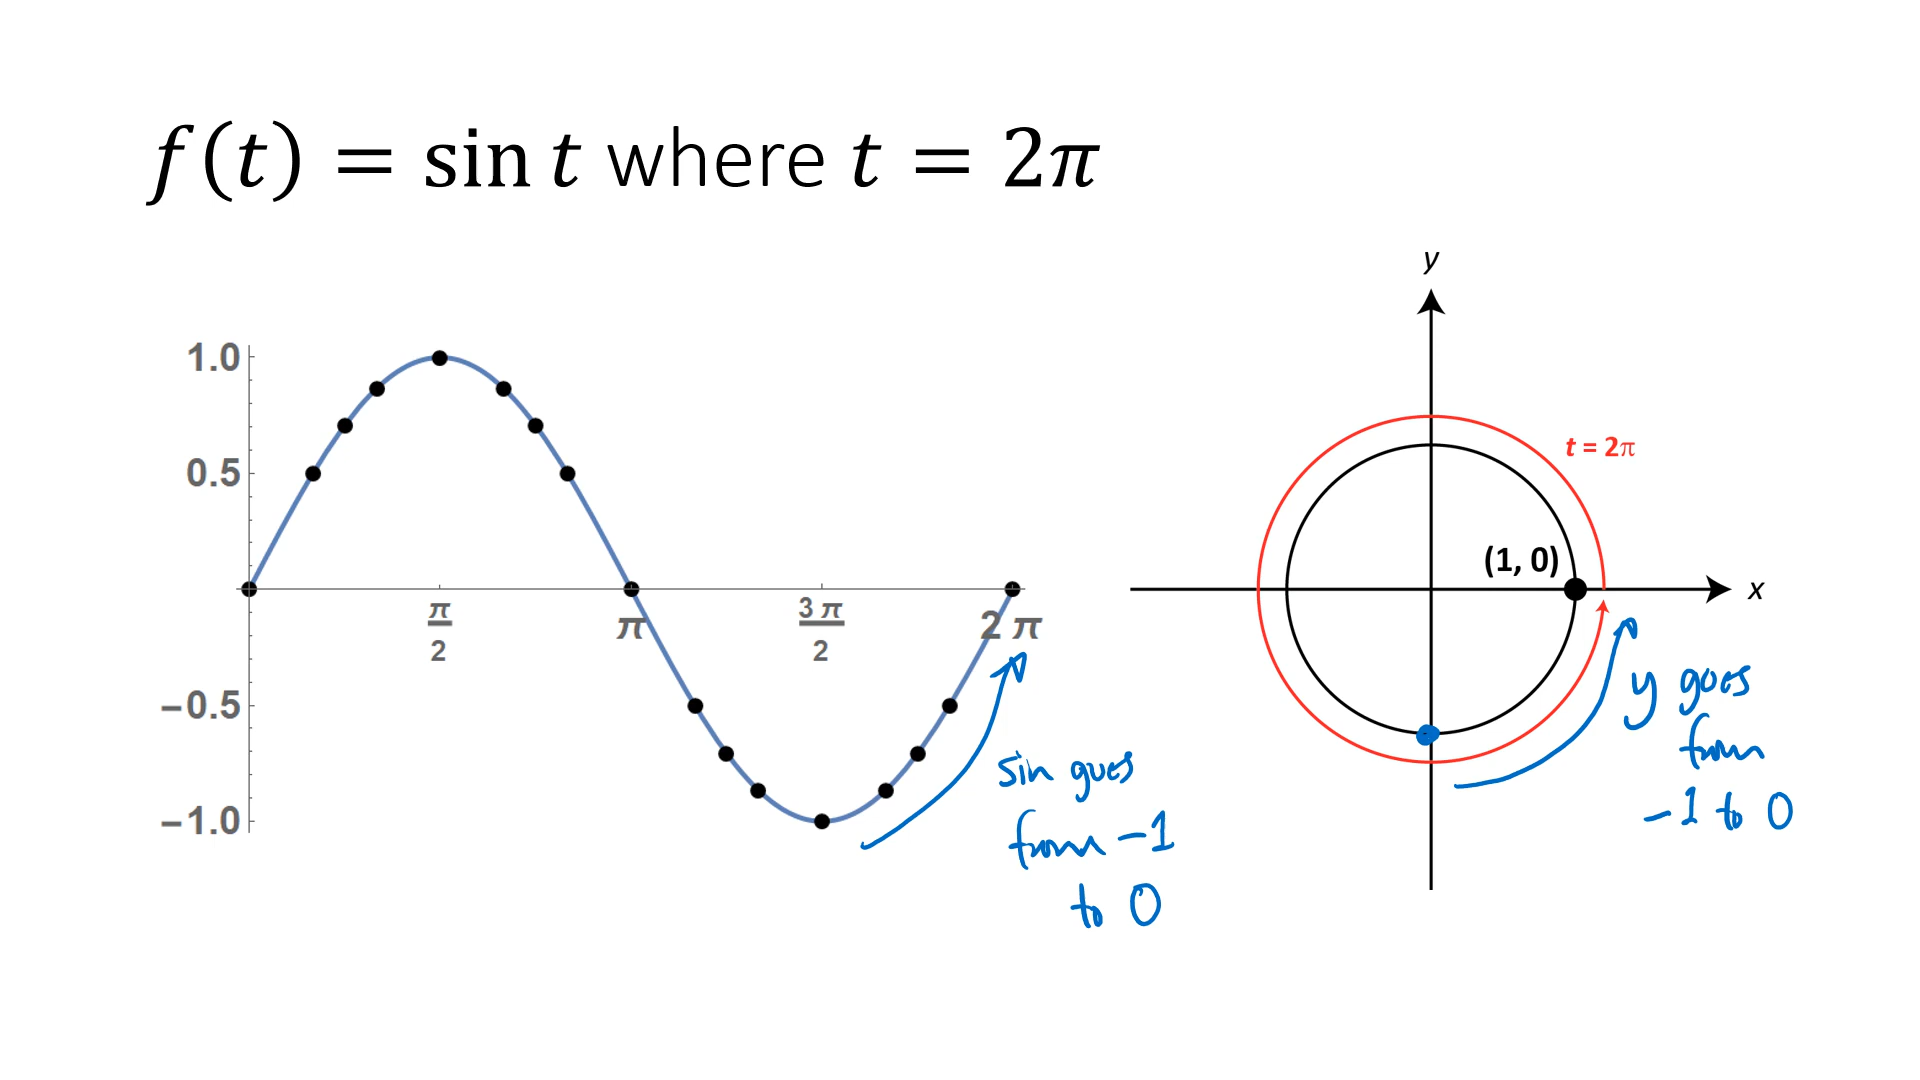 f(t) = sin t where t = 2π
1.0
0.5
−0.5
−1.0
π/2
π
3π/2
2π
sin goes
from -1
to 0
y
x
t = 2π
(1, 0)
y goes
from
-1 to 0